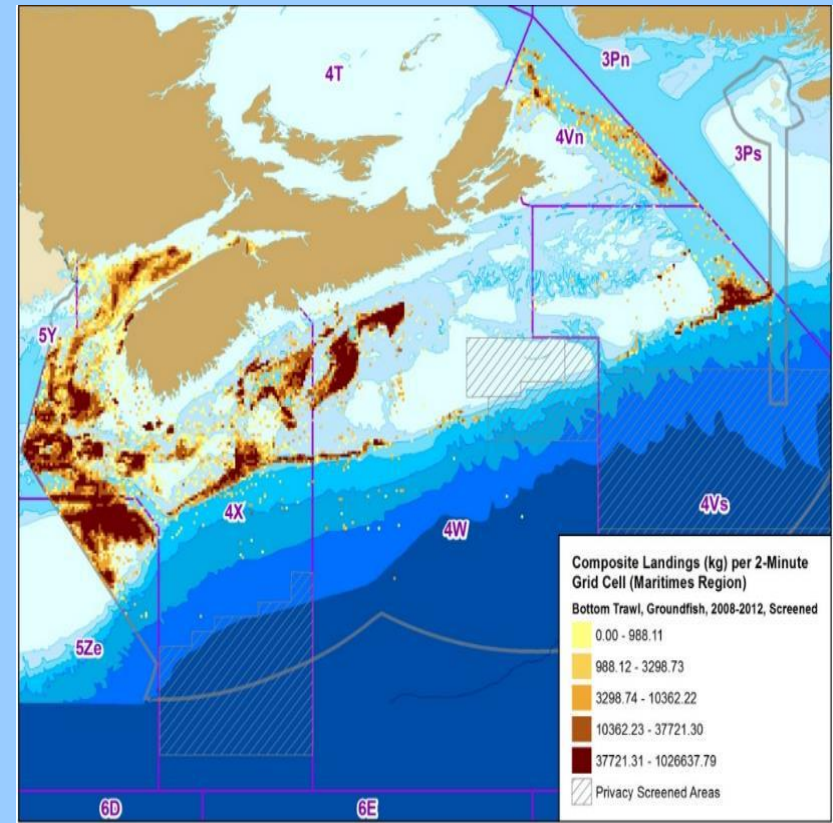 4T
3Pn
4Vn
3Ps
5Y
4X
4W
4Vs
5Ze
6D
6E
Composite Landings (kg) per 2-Minute
Grid Cell (Maritimes Region)
Bottom Trawl, Groundfish, 2008-2012, Screened
0.00 - 988.11
988.12 - 3298.73
3298.74 - 10362.22
10362.23 - 37721.30
37721.31 - 1026637.79
Privacy Screened Areas